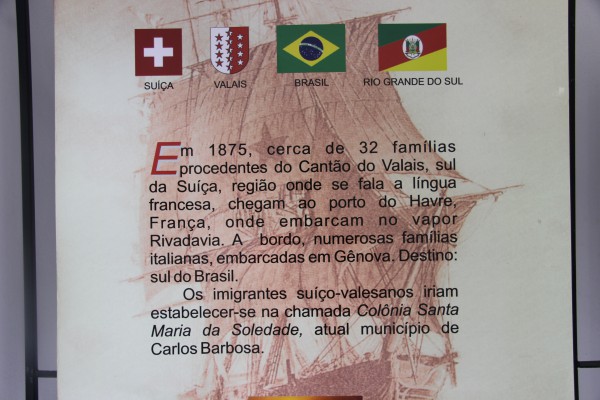 SUÍÇA VALAIS BRASIL RIO GRANDE DO SUL
Em 1875, cerca de 32 famílias
procedentes do Cantão do Valais, sul
da Suíça, região onde se fala a língua
francesa, chegam ao porto do Havre,
França, onde embarcam no vapor
Rivadavia. A bordo, numerosas famílias
italianas, embarcadas em Gênova. Destino:
sul do Brasil.
Os imigrantes suíço-valesanos iriam
estabelecer-se na chamada Colônia Santa
Maria da Soledade, atual município de
Carlos Barbosa.